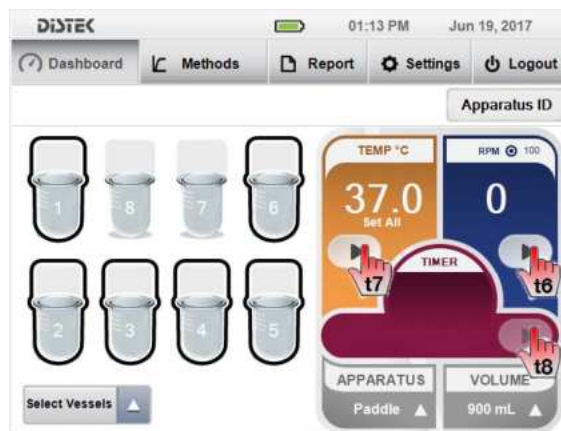 DiSTEK 01:13 PM Jun 19, 2017
Dashboard Methods Report Settings Logout
Apparatus ID
TEMP °C RPM 100
1 8 7 6
37.0 0
Set All
t7 TIMER t6
2 3 4 5
t8
APPARATUS VOLUME
Select Vessels Paddle 900 mL